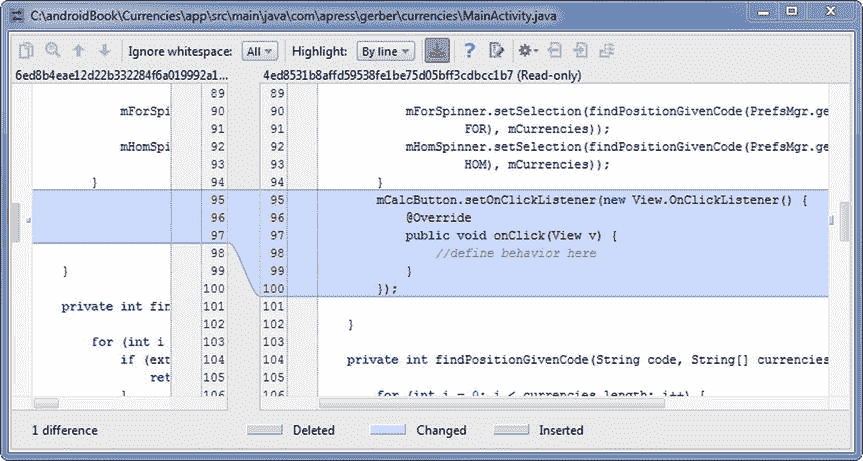 C:\androidBook\Currencies\app\src\main\java\com\apress\gerber\currencies\MainActivity.java
Ignore whitespace: All Highlight: By line
6ed8b4eae12d22b332284f6a019992a1... 4ed8531b8affd59538fe1be75d05bff3cdbcc1b7 (Read-only)
89 89
mForSpi 90 90 mForSpinner.setSelection(findPositionGivenCode(PrefsMgr.ge
91 91 FOR), mCurrencies));
mHomSpi 92 92 mHomSpinner.setSelection(findPositionGivenCode(PrefsMgr.ge
93 93 HOM), mCurrencies));
} 94 94 }
95 95 mCalcButton.setOnClickListener(new View.OnClickListener() {
96 96 @Override
97 97 public void onClick(View v) {
98 98 //define behavior here
} 99 99 }
100 100 });
private int fin 101 101
102 102 }
for (int i 103 103
if (ext 104 104 private int findPositionGivenCode(String code, String[] currencies
ret 105 105
} 106 106 for (int i = 0; i < currencies.length; i++) {
1 difference Deleted Changed Inserted